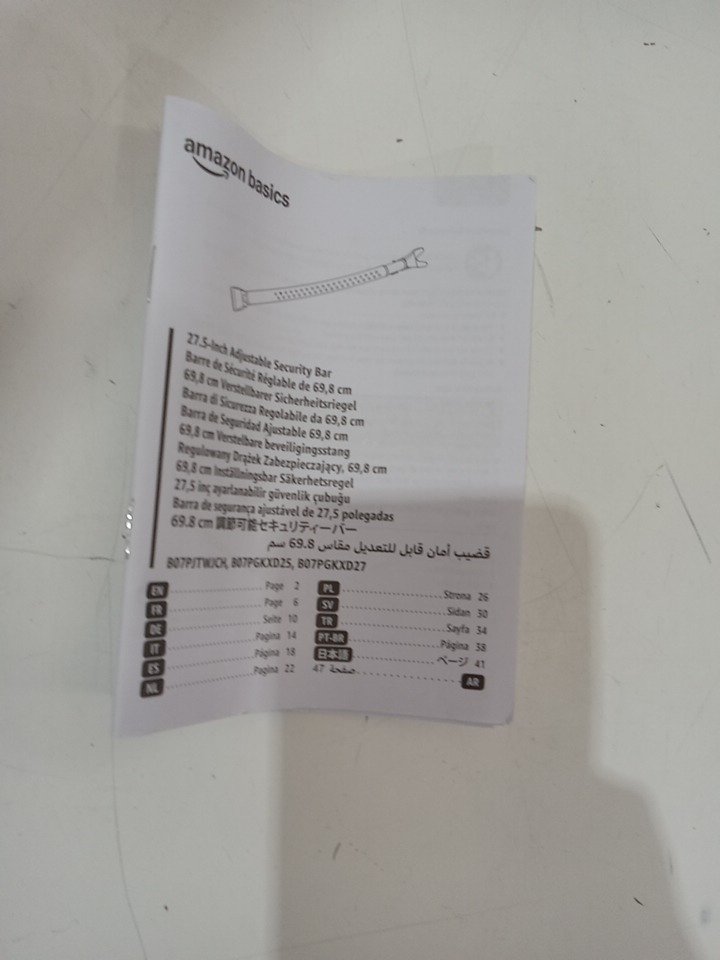 amazon basics
27.5-Inch Adjustable Security Bar
Barre de Sécurité Réglable de 69,8 cm
69,8 cm Verstellbarer Sicherheitsriegel
Barra di Sicurezza Regolabile da 69,8 cm
Barra de Seguridad Ajustable 69,8 cm
69,8 cm Verstelbare beveiligingsstang
Regulowany Drążek Zabezpieczający, 69,8 cm
69,8 cm Inställningsbar Säkerhetsregel
27,5 inç ayarlanabilir güvenlik çubuğu
Barra de segurança ajustável de 27,5 polegadas
69.8 cm 調節可能セキュリティーバー
قضيب أمان قابل للتعديل مقاس 69.8 سم
B07PJTWJCH, B07PGKXD2S, B07PGKXD27
EN Page 2
FR Page 6
DE Seite 10
IT Pagina 14
ES Página 18
NL Pagina 22
PL Strona 26
SV Sidan 30
TR Sayfa 34
PT-BR Página 38
日本語 ページ 41
AR صفحة 47